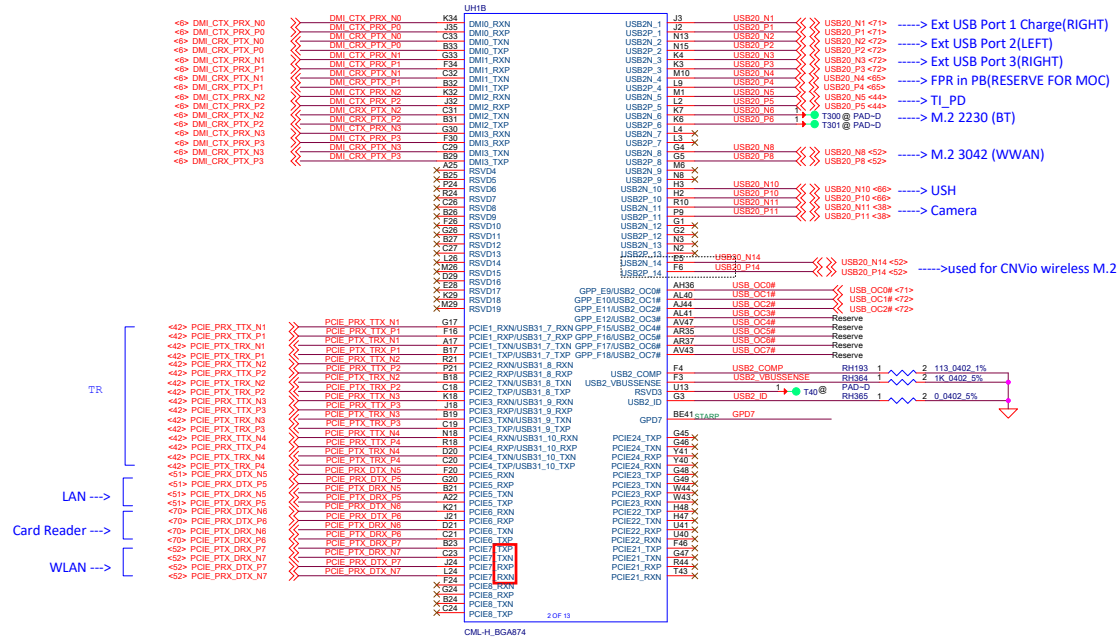 UH1B
<6> DMI_CTX_PRX_N0 DMI_CTX_PRX_N0 K34 DMI0_RXN USB2N_1 J3 USB20_N1 USB20_N1 <71> -----> Ext USB Port 1 Charge(RIGHT)
<6> DMI_CTX_PRX_P0 DMI_CTX_PRX_P0 J35 DMI0_RXP USB2P_1 J2 USB20_P1 USB20_P1 <71>
<6> DMI_CRX_PTX_N0 DMI_CRX_PTX_N0 C33 DMI0_TXN USB2N_2 N13 USB20_N2 USB20_N2 <72> -----> Ext USB Port 2(LEFT)
<6> DMI_CRX_PTX_P0 DMI_CRX_PTX_P0 B33 DMI0_TXP USB2P_2 N15 USB20_P2 USB20_P2 <72>
<6> DMI_CTX_PRX_N1 DMI_CTX_PRX_N1 G33 DMI1_RXN USB2N_3 K4 USB20_N3 USB20_N3 <72> -----> Ext USB Port 3(RIGHT)
<6> DMI_CTX_PRX_P1 DMI_CTX_PRX_P1 F34 DMI1_RXP USB2P_3 K3 USB20_P3 USB20_P3 <72>
<6> DMI_CRX_PTX_N1 DMI_CRX_PTX_N1 C32 DMI1_TXN USB2N_4 M10 USB20_N4 USB20_N4 <65> -----> FPR in PB(RESERVE FOR MOC)
<6> DMI_CRX_PTX_P1 DMI_CRX_PTX_P1 B32 DMI1_TXP USB2P_4 L9 USB20_P4 USB20_P4 <65>
<6> DMI_CTX_PRX_N2 DMI_CTX_PRX_N2 K32 DMI2_RXN USB2N_5 M1 USB20_N5 USB20_N5 <44> -----> TI_PD
<6> DMI_CTX_PRX_P2 DMI_CTX_PRX_P2 J32 DMI2_RXP USB2P_5 L2 USB20_P5 USB20_P5 <44>
<6> DMI_CRX_PTX_N2 DMI_CRX_PTX_N2 C31 DMI2_TXN USB2N_6 K7 USB20_N6 1 T300 @ PAD~D -----> M.2 2230 (BT)
<6> DMI_CRX_PTX_P2 DMI_CRX_PTX_P2 B31 DMI2_TXP USB2P_6 K6 USB20_P6 1 T301 @ PAD~D
<6> DMI_CTX_PRX_N3 DMI_CTX_PRX_N3 G30 DMI3_RXN USB2N_7 L4
<6> DMI_CTX_PRX_P3 DMI_CTX_PRX_P3 F30 DMI3_RXP USB2P_7 L3
<6> DMI_CRX_PTX_N3 DMI_CRX_PTX_N3 C29 DMI3_TXN USB2N_8 G4 USB20_N8 USB20_N8 <52> -----> M.2 3042 (WWAN)
<6> DMI_CRX_PTX_P3 DMI_CRX_PTX_P3 B29 DMI3_TXP USB2P_8 G5 USB20_P8 USB20_P8 <52>
A25 RSVD4 USB2N_9 M6
B25 RSVD5 USB2P_9 N8
P24 RSVD6 USB2N_10 H3 USB20_N10 USB20_N10 <66> -----> USH
R24 RSVD7 USB2P_10 H2 USB20_P10 USB20_P10 <66>
C26 RSVD8 USB2N_11 R10 USB20_N11 USB20_N11 <38> -----> Camera
B26 RSVD9 USB2P_11 P9 USB20_P11 USB20_P11 <38>
F26 RSVD10 USB2N_12 G1
G26 RSVD11 USB2P_12 G2
B27 RSVD12 USB2N_13 N3
C27 RSVD13 USB2P_13 N2
L26 RSVD14 USB2N_14 E5 USB20_N14 USB20_N14 <52> ----->used for CNVio wireless M.2
M26 RSVD15 USB2P_14 F6 USB20_P14 USB20_P14 <52>
D29
E28 RSVD17 GPP_E9/USB2_OC0# AH36 USB_OC0# USB_OC0# <71>
K29 RSVD18 GPP_E10/USB2_OC1# AL40 USB_OC1# USB_OC1# <72>
M29 RSVD19 GPP_E11/USB2_OC2# AJ44 USB_OC2# USB_OC2# <72>
GPP_E12/USB2_OC3# AL41 USB_OC3# Reserve
<42> PCIE_PRX_TTX_N1 PCIE_PRX_TTX_N1 G17 PCIE1_RXN/USB31_7_RXN GPP_F15/USB2_OC4# AV47 USB_OC4# Reserve
<42> PCIE_PRX_TTX_P1 PCIE_PRX_TTX_P1 F16 PCIE1_RXP/USB31_7_RXP GPP_F16/USB2_OC5# AR35 USB_OC5# Reserve
<42> PCIE_PTX_TRX_N1 PCIE_PTX_TRX_N1 A17 PCIE1_TXN/USB31_7_TXN GPP_F17/USB2_OC6# AR37 USB_OC6# Reserve
<42> PCIE_PTX_TRX_P1 PCIE_PTX_TRX_P1 B17 PCIE1_TXP/USB31_7_TXP GPP_F18/USB2_OC7# AV43 USB_OC7# Reserve
<42> PCIE_PRX_TTX_N2 PCIE_PRX_TTX_N2 R21 PCIE2_RXN/USB31_8_RXN
<42> PCIE_PRX_TTX_P2 PCIE_PRX_TTX_P2 P21 PCIE2_RXP/USB31_8_RXP USB2_COMP F4 USB2_COMP RH193 1 2 113_0402_1%
<42> PCIE_PTX_TRX_N2 PCIE_PTX_TRX_N2 B18 PCIE2_TXN/USB31_8_TXN USB2_VBUSSENSE F3 USB2_VBUSSENSE RH364 1 2 1K_0402_5%
TR <42> PCIE_PTX_TRX_P2 PCIE_PTX_TRX_P2 C18 PCIE2_TXP/USB31_8_TXP RSVD3 U13 1 T40 @ PAD~D
<42> PCIE_PRX_TTX_N3 PCIE_PRX_TTX_N3 K18 PCIE3_RXN/USB31_9_RXN USB2_ID G3 USB2_ID RH365 1 2 0_0402_5%
<42> PCIE_PRX_TTX_P3 PCIE_PRX_TTX_P3 J18 PCIE3_RXP/USB31_9_RXP
<42> PCIE_PTX_TRX_N3 PCIE_PTX_TRX_N3 B19 PCIE3_TXN/USB31_9_TXN GPD7 BE41 STARP GPD7
<42> PCIE_PTX_TRX_P3 PCIE_PTX_TRX_P3 C19 PCIE3_TXP/USB31_9_TXP
<42> PCIE_PRX_TTX_N4 PCIE_PRX_TTX_N4 N18 PCIE4_RXN/USB31_10_RXN PCIE24_TXP G45
<42> PCIE_PRX_TTX_P4 PCIE_PRX_TTX_P4 R18 PCIE4_RXP/USB31_10_RXP PCIE24_TXN G46
<42> PCIE_PTX_TRX_N4 PCIE_PTX_TRX_N4 D20 PCIE4_TXN/USB31_10_TXN PCIE24_RXP Y41
<42> PCIE_PTX_TRX_P4 PCIE_PTX_TRX_P4 C20 PCIE4_TXP/USB31_10_TXP PCIE24_RXN Y40
<51> PCIE_PRX_DTX_N5 PCIE_PRX_DTX_N5 F20 PCIE5_RXN PCIE23_TXP G48
<51> PCIE_PRX_DTX_P5 PCIE_PRX_DTX_P5 G20 PCIE5_RXP PCIE23_TXN G49
LAN ---> <51> PCIE_PTX_DRX_N5 PCIE_PTX_DRX_N5 B21 PCIE5_TXN PCIE23_RXP W44
<51> PCIE_PTX_DRX_P5 PCIE_PTX_DRX_P5 A22 PCIE5_TXP PCIE23_RXN W43
<70> PCIE_PRX_DTX_N6 PCIE_PRX_DTX_N6 K21 PCIE6_RXN PCIE22_TXP H48
<70> PCIE_PRX_DTX_P6 PCIE_PRX_DTX_P6 J21 PCIE6_RXP PCIE22_TXN H47
Card Reader ---> <70> PCIE_PTX_DRX_N6 PCIE_PTX_DRX_N6 D21 PCIE6_TXN PCIE22_RXP U41
<70> PCIE_PTX_DRX_P6 PCIE_PTX_DRX_P6 C21 PCIE6_TXP PCIE22_RXN U40
<52> PCIE_PTX_DRX_P7 PCIE_PTX_DRX_P7 B23 PCIE7_TXP PCIE21_TXP F46
<52> PCIE_PTX_DRX_N7 PCIE_PTX_DRX_N7 C23 PCIE7_TXN PCIE21_TXN G47
WLAN ---> <52> PCIE_PRX_DTX_P7 PCIE_PRX_DTX_P7 J24 PCIE7_RXP PCIE21_RXP R44
<52> PCIE_PRX_DTX_N7 PCIE_PRX_DTX_N7 L24 PCIE7_RXN PCIE21_RXN T43
F24 PCIE8_RXN
G24 PCIE8_RXP
B24 PCIE8_TXN
C24 PCIE8_TXP
2 OF 13
CML-H_BGA874